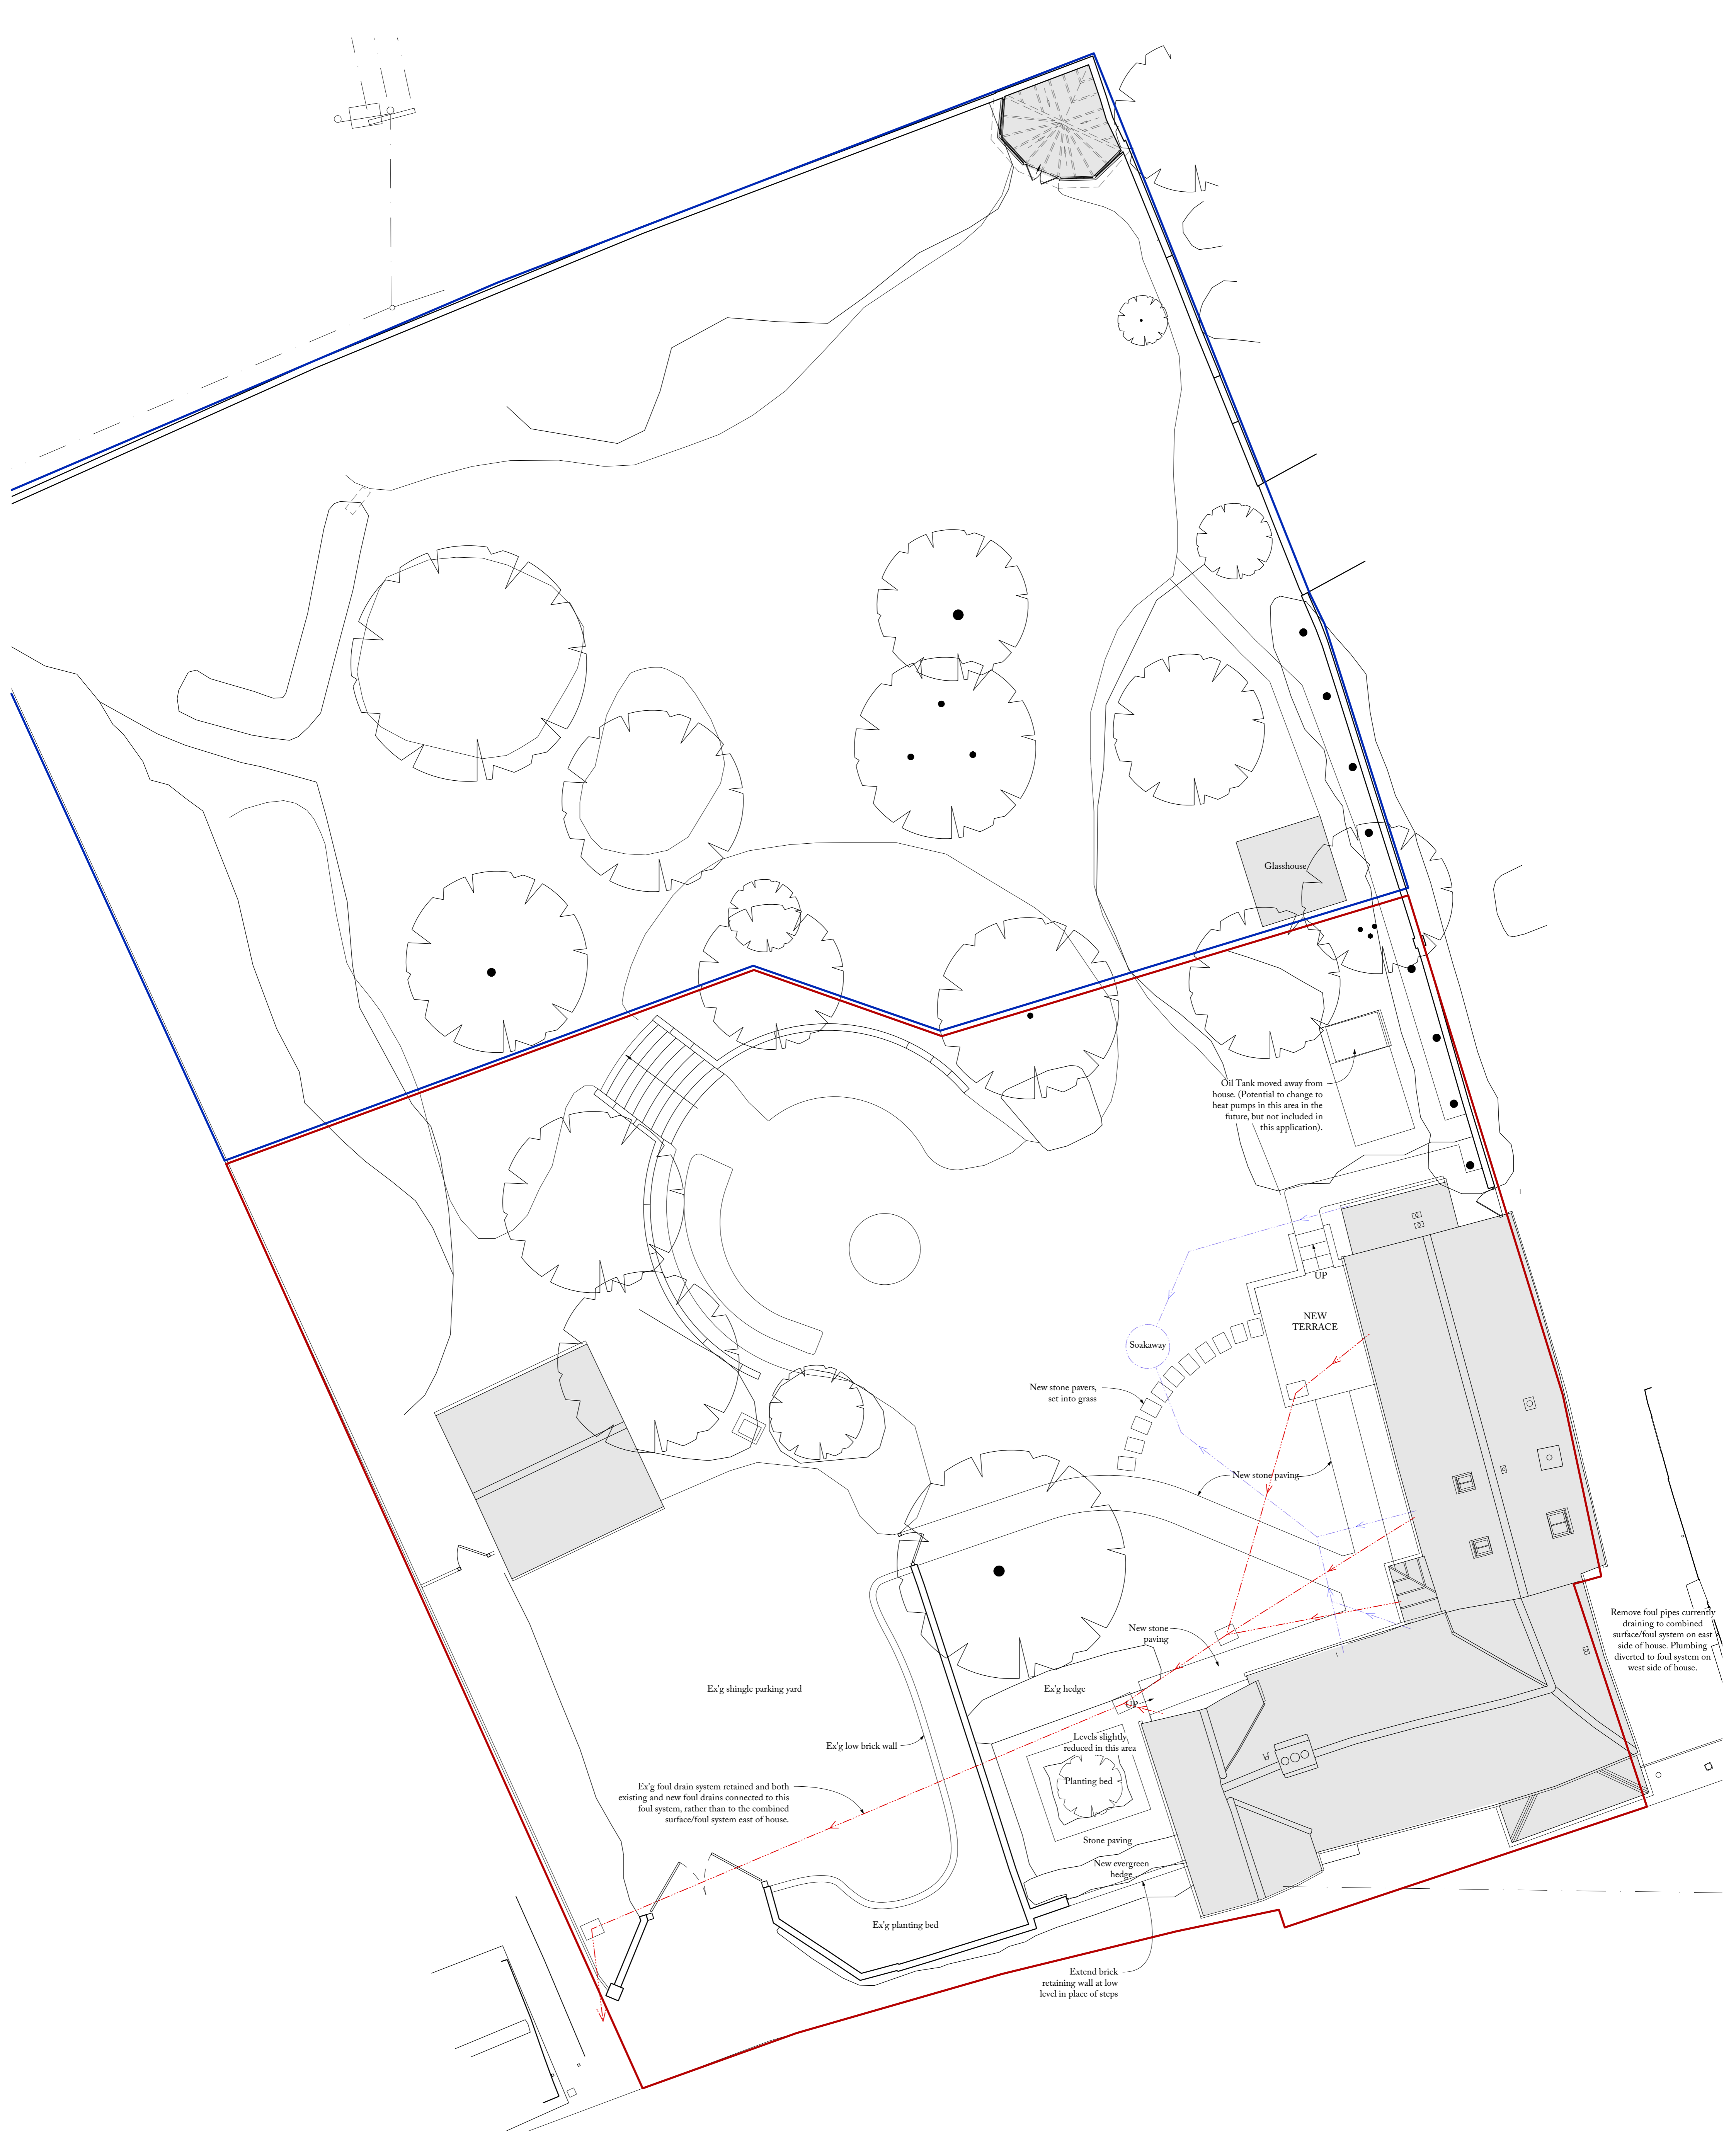 Glasshouse
Oil Tank moved away from
house. (Potential to change to
heat pumps in this area in the
future, but not included in
this application).
UP
NEW
TERRACE
Soakaway
New stone pavers,
set into grass
New stone paving
Remove foul pipes currently
draining to combined
surface/foul system on east
side of house. Plumbing
diverted to foul system on
west side of house.
New stone
paving
Ex'g shingle parking yard
Ex'g hedge
UP
Levels slightly
reduced in this area
Ex'g low brick wall
Planting bed
Ex'g foul drain system retained and both
existing and new foul drains connected to this
foul system, rather than to the combined
surface/foul system east of house.
Stone paving
New evergreen
hedge
Ex'g planting bed
Extend brick
retaining wall at low
level in place of steps